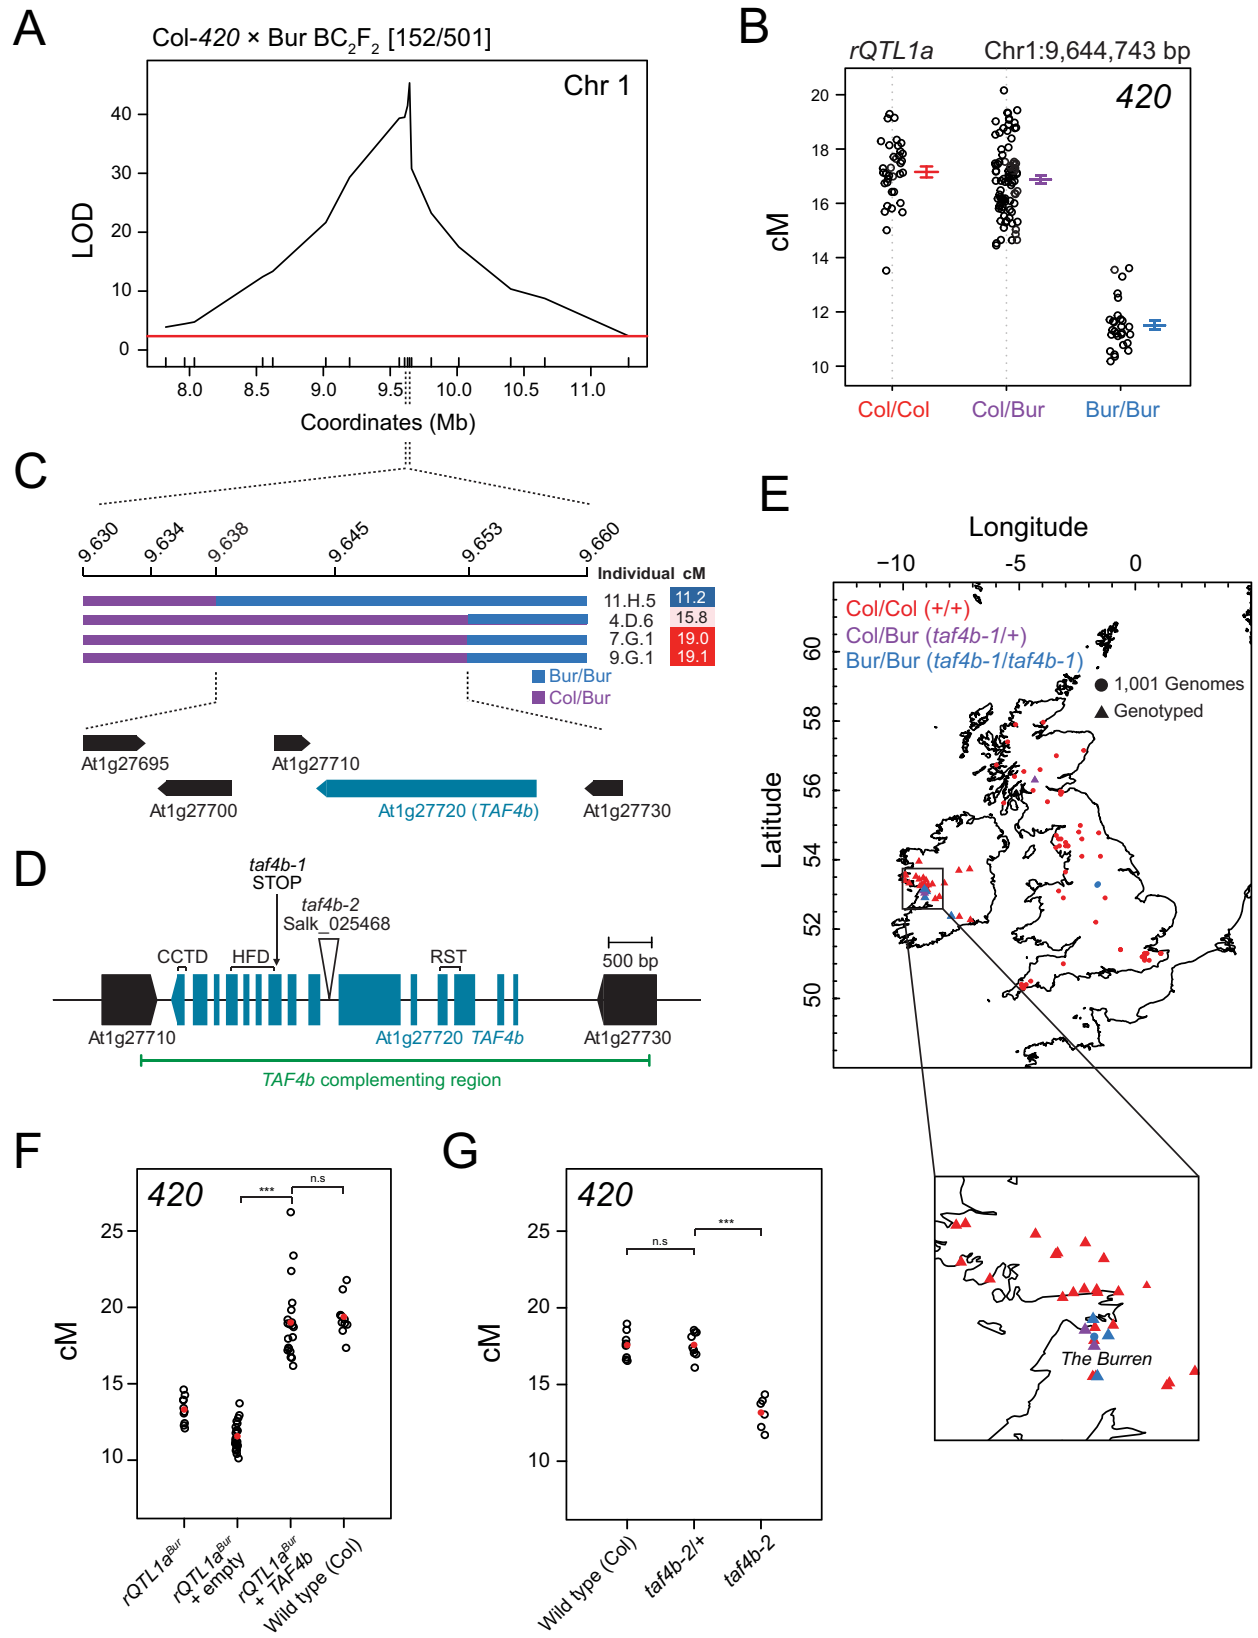 A
Col-420 × Bur BC2F2 [152/501]
Chr 1
LOD
40
30
20
10
0
8.0 8.5 9.0 9.5 10.0 10.5 11.0
Coordinates (Mb)
B
rQTL1a Chr1:9,644,743 bp
420
cM
20
18
16
14
12
10
Col/Col Col/Bur Bur/Bur
C
9.630 9.634 9.638 9.645 9.653 9.660
Individual cM
11.H.5 11.2
4.D.6 15.8
7.G.1 19.0
9.G.1 19.1
Bur/Bur
Col/Bur
At1g27695 At1g27710
At1g27700 At1g27720 (TAF4b) At1g27730
D
taf4b-1
STOP
taf4b-2
Salk_025468
CCTD HFD RST 500 bp
At1g27710 At1g27720 TAF4b At1g27730
TAF4b complementing region
E
Longitude
−10 -5 0
Col/Col (+/+)
Col/Bur (taf4b-1/+)
Bur/Bur (taf4b-1/taf4b-1)
1,001 Genomes
Genotyped
Latitude
60
58
56
54
52
50
The Burren
F
420
*** n.s
cM
25
20
15
10
rQTL1aBur
rQTL1aBur + empty
rQTL1aBur + TAF4b
Wild type (Col)
G
420
n.s ***
cM
25
20
15
10
Wild type (Col)
taf4b-2/+
taf4b-2